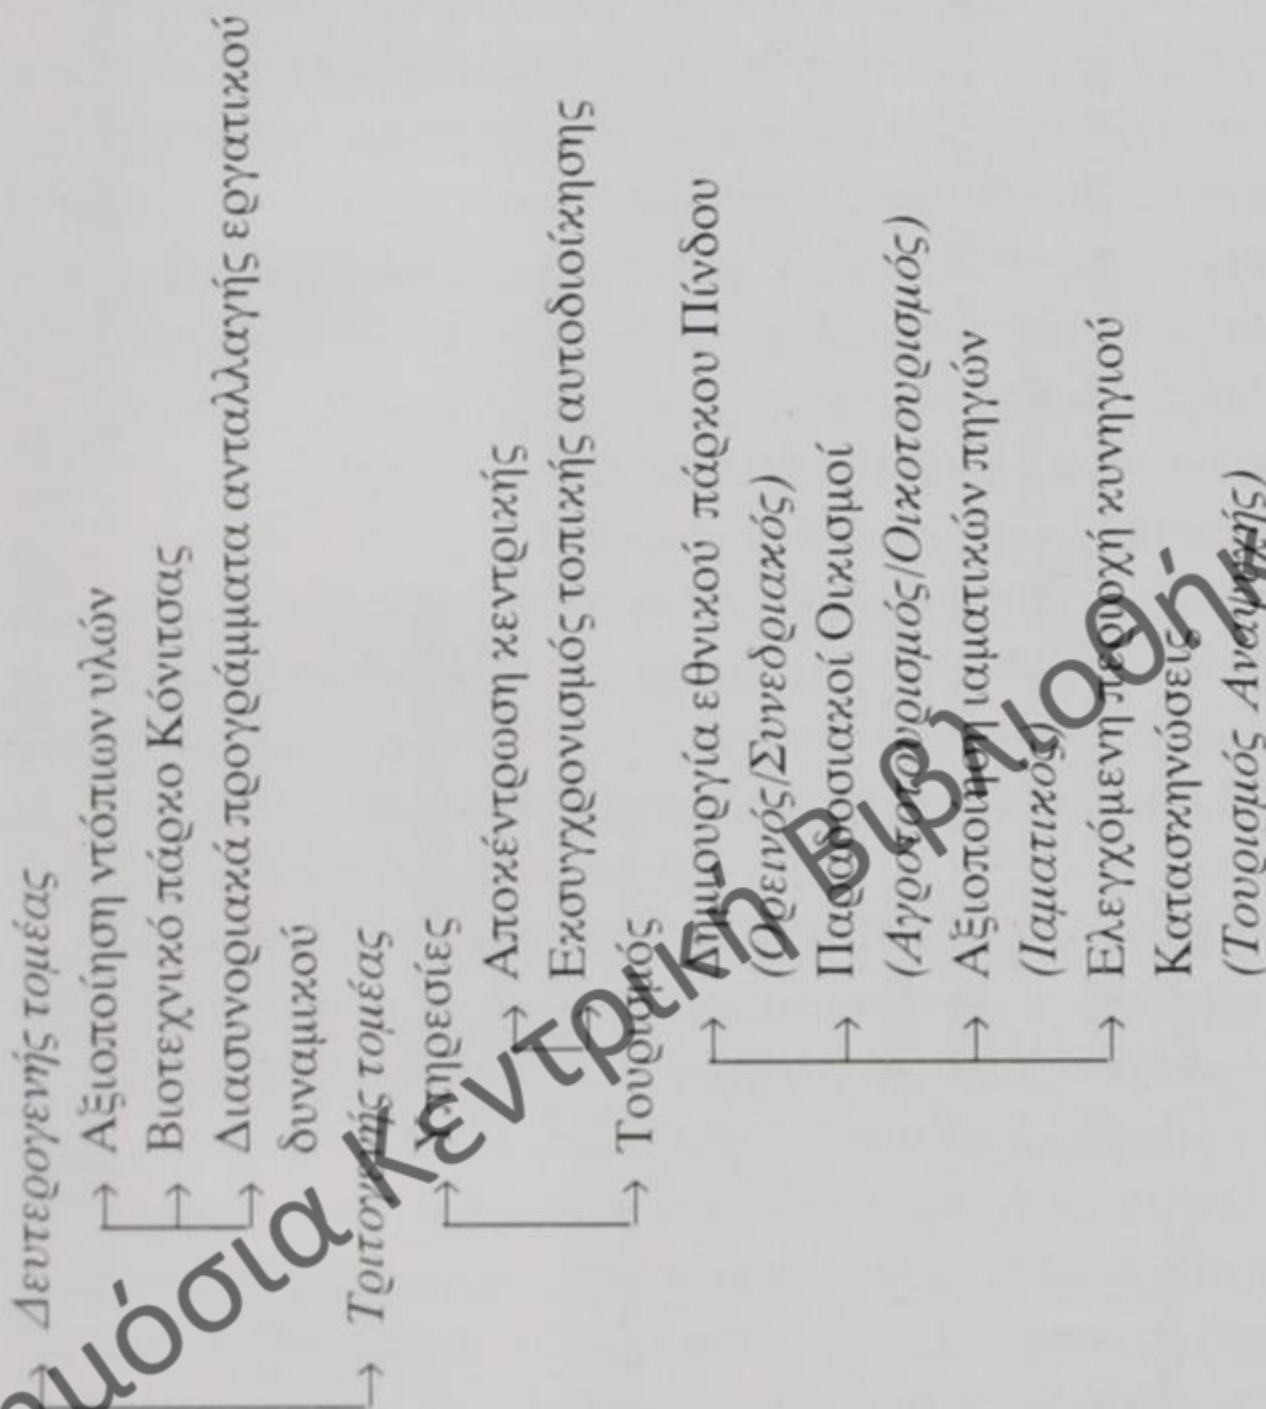 Δευτερογενής τομέας
Αξιοποίηση ντόπιων υλών
Βιοτεχνικό πάρκο Κόνιτσας
Διασυνοριακά προγράμματα ανταλλαγής εργατικού
δυναμικού
Τριτογενής τομέας
Υπηρεσίες
Αποκέντρωση κεντρικής
Εκσυγχρονισμός τοπικής αυτοδιοίκησης
Τουρισμός
Δημιουργία εθνικού πάρκου Πίνδου
(Ορεινός/Συνεδριακός)
Παραδοσιακοί Οικισμοί
(Αγροτοτουρισμός/Οικοτουρισμός)
Αξιοποίηση ιαματικών πηγών
(Ιαματικός)
Ελεγχόμενη περιοχή κυνηγιού
Κατασκηνώσεις
(Τουρισμός Αναψυχής)
Κεντρική